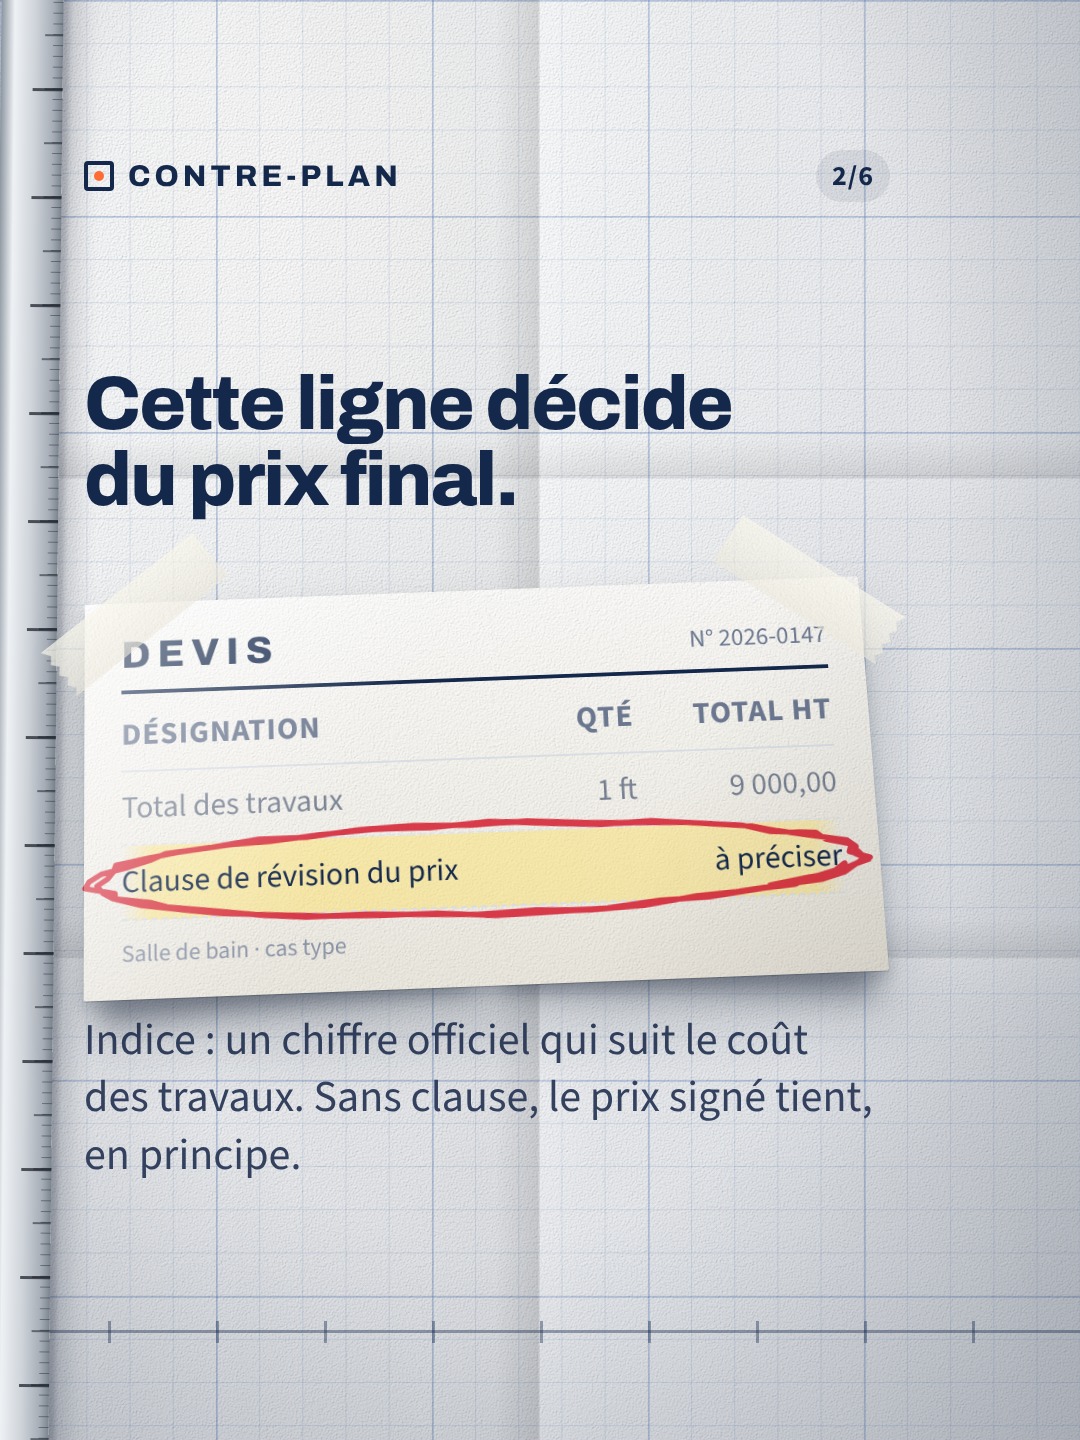 CONTRE-PLAN
2/6
Cette ligne décide
du prix final.
DEVIS
N° 2026-0147
DÉSIGNATION QTÉ TOTAL HT
Total des travaux 1 ft 9 000,00
Clause de révision du prix à préciser
Salle de bain · cas type
Indice : un chiffre officiel qui suit le coût
des travaux. Sans clause, le prix signé tient,
en principe.